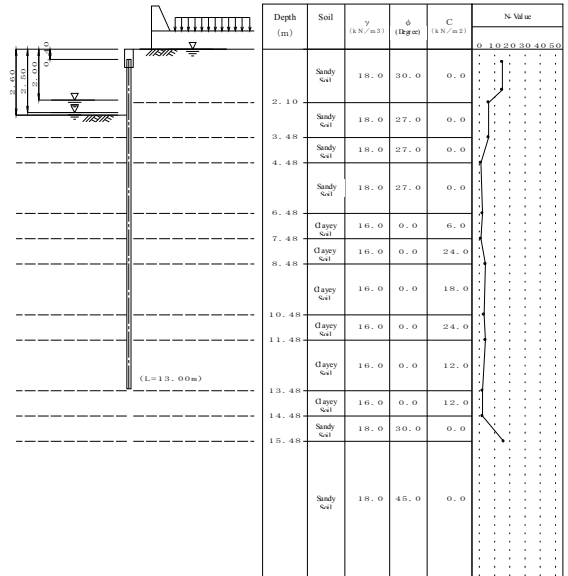 Depth
(m)
Soil
γ
(kN/m3)
φ
(Degree)
C
(kN/m2)
N-Value
0 10 20 30 40 50
2.60
2.50
2.00
0.40
Sandy
Soil
18.0 30.0 0.0
2.10
Sandy
Soil
18.0 27.0 0.0
3.48
Sandy
Soil
18.0 27.0 0.0
4.48
Sandy
Soil
18.0 27.0 0.0
6.48
Clayey
Soil
16.0 0.0 6.0
7.48
Clayey
Soil
16.0 0.0 24.0
8.48
Clayey
Soil
16.0 0.0 18.0
10.48
Clayey
Soil
16.0 0.0 24.0
11.48
Clayey
Soil
16.0 0.0 12.0
(L=13.00m)
13.48
Clayey
Soil
16.0 0.0 12.0
14.48
Sandy
Soil
18.0 30.0 0.0
15.48
Sandy
Soil
18.0 45.0 0.0